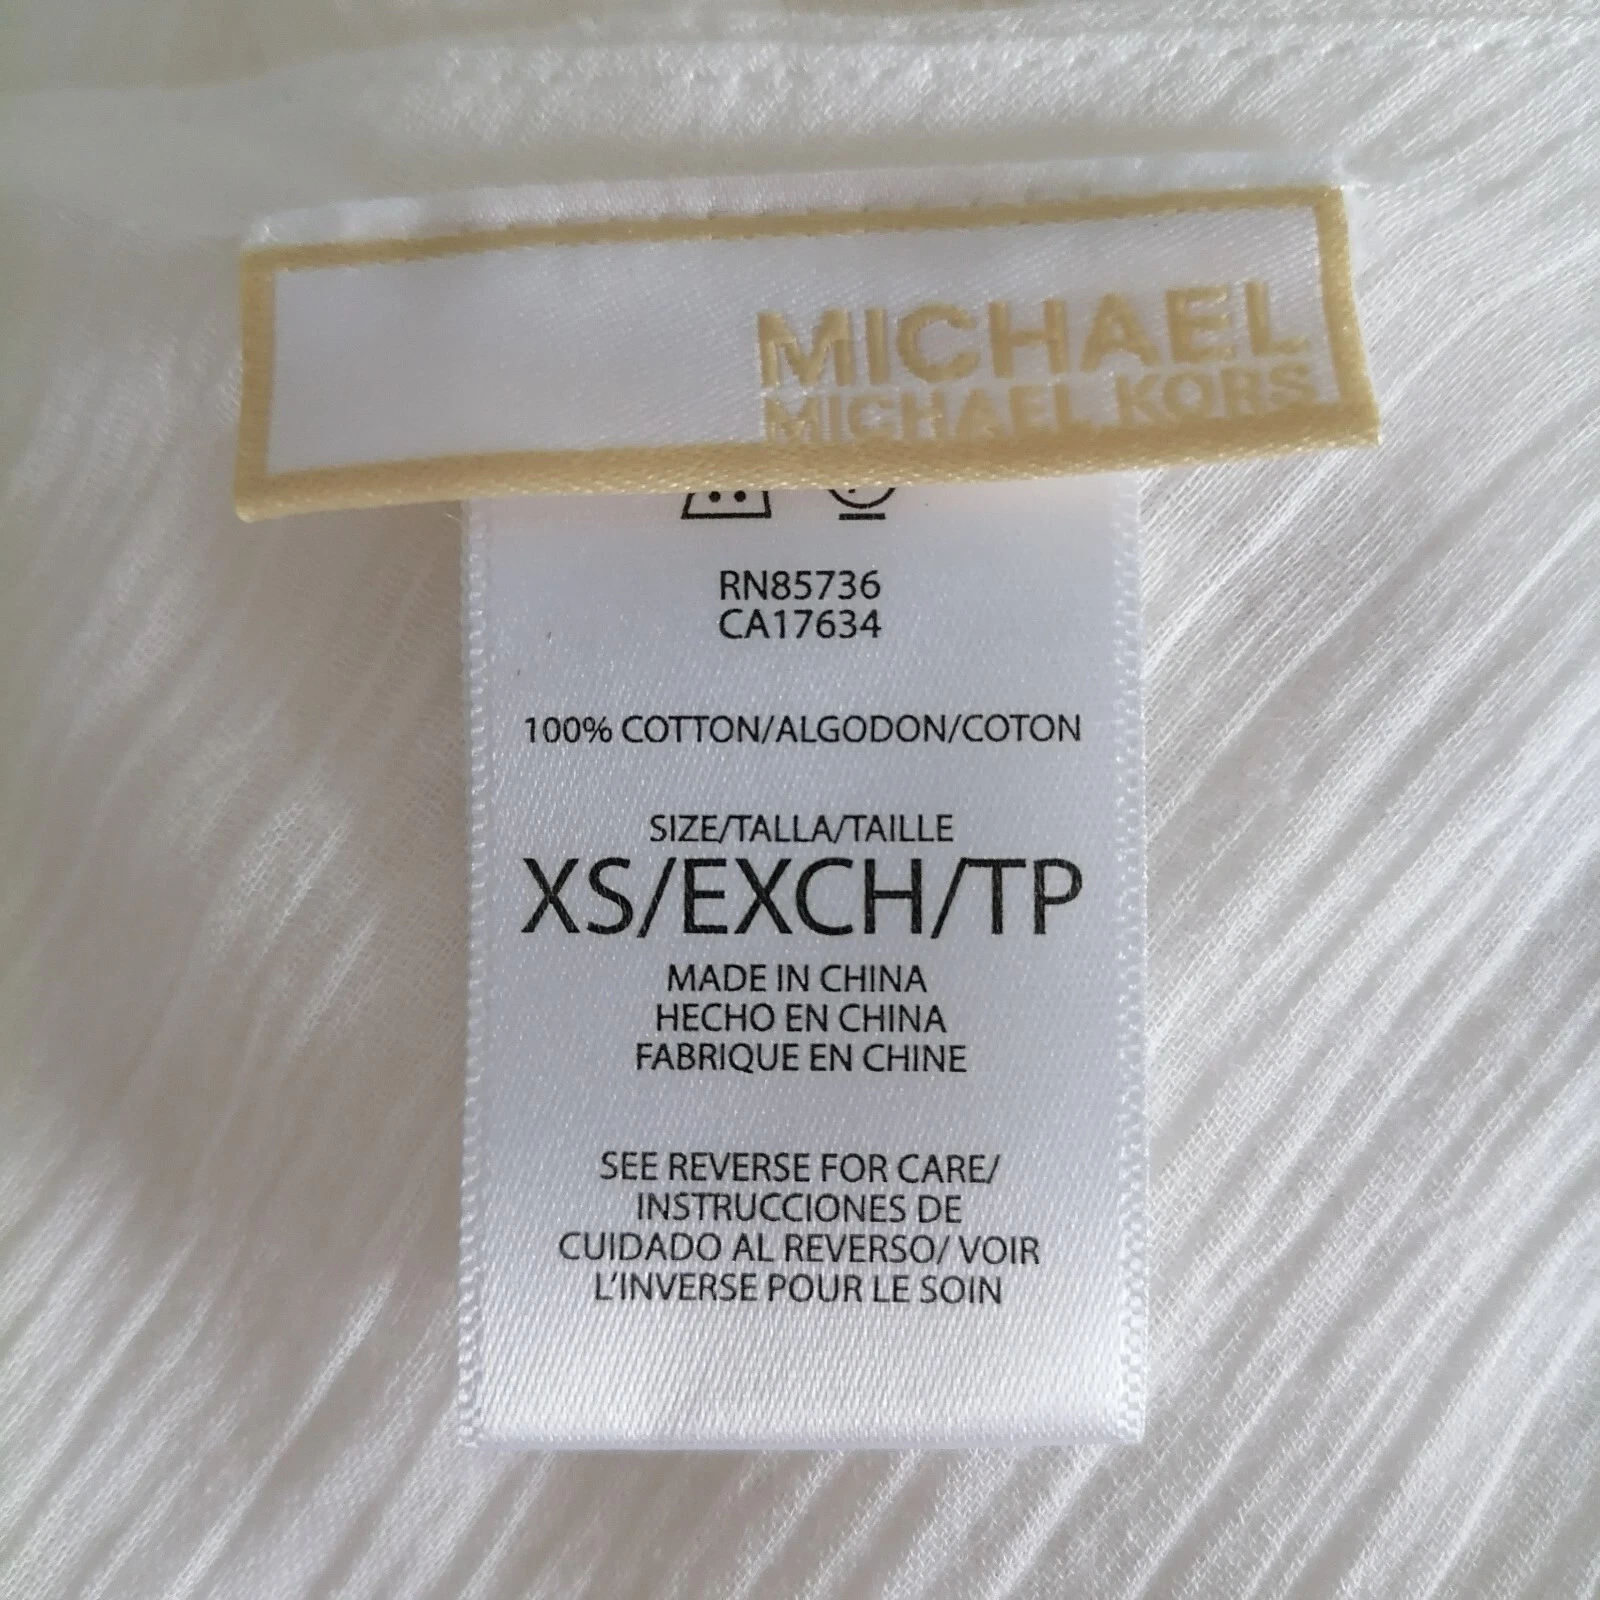 MICHAEL
MICHAEL KORS
RN85736
CA17634
100% COTTON/ALGODON/COTON
SIZE/TALLA/TAILLE
XS/EXCH/TP
MADE IN CHINA
HECHO EN CHINA
FABRIQUE EN CHINE
SEE REVERSE FOR CARE/
INSTRUCCIONES DE
CUIDADO AL REVERSO/ VOIR
L'INVERSE POUR LE SOIN